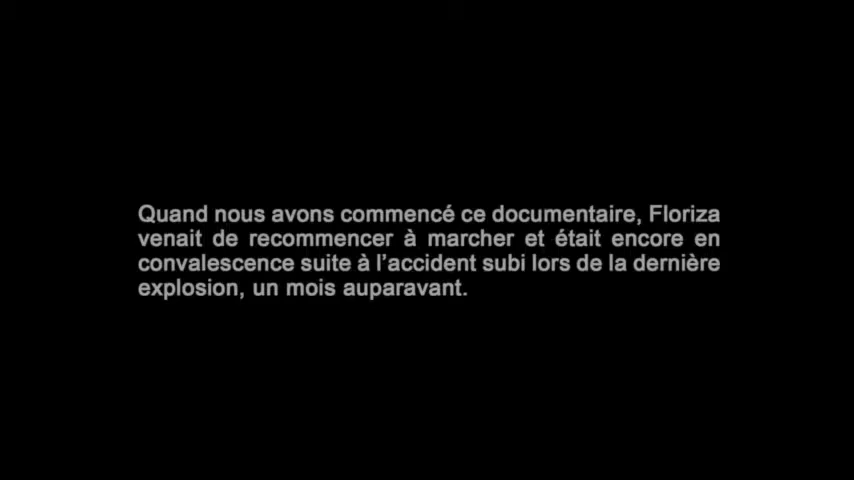 Quand nous avons commencé ce documentaire, Floriza
venait de recommencer à marcher et était encore en
convalescence suite à l'accident subi lors de la dernière
explosion, un mois auparavant.